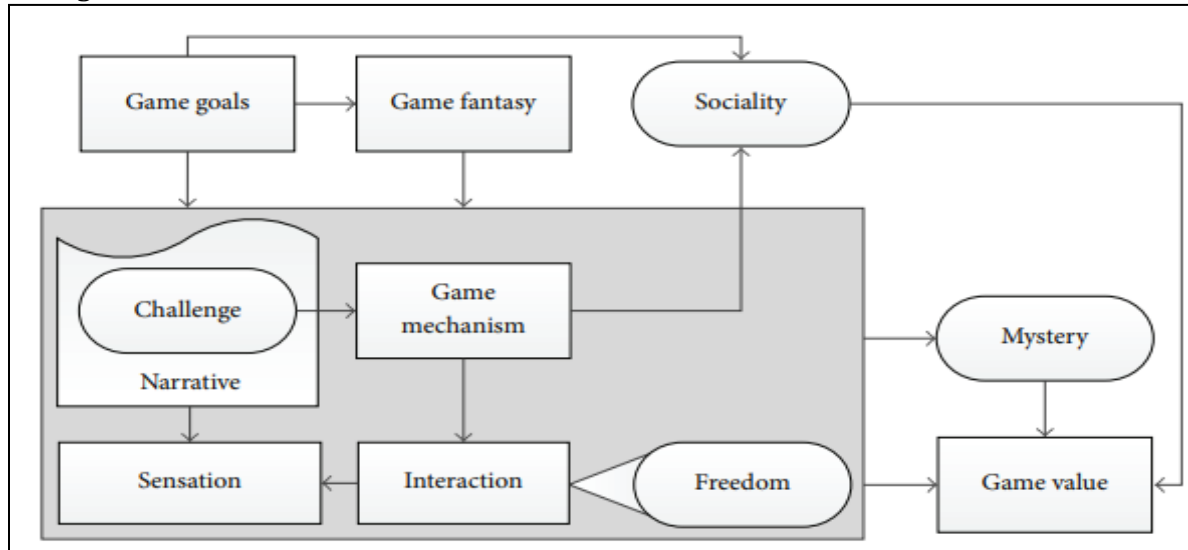 Game goals
Game fantasy
Sociality
Challenge
Narrative
Game
mechanism
Mystery
Sensation
Interaction
Freedom
Game value